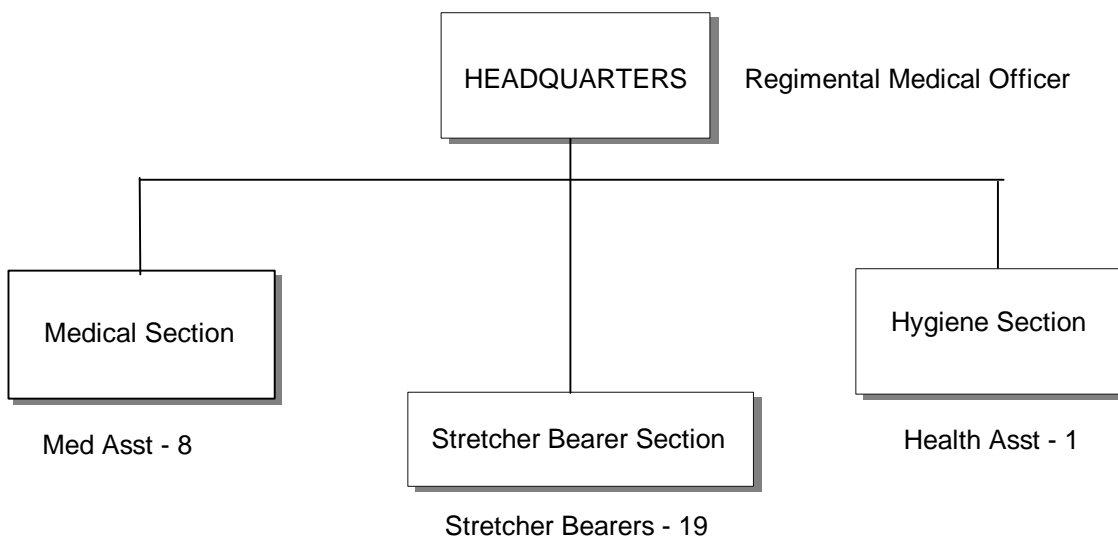 HEADQUARTERS
Regimental Medical Officer
Medical Section
Hygiene Section
Med Asst - 8
Stretcher Bearer Section
Health Asst - 1
Stretcher Bearers - 19